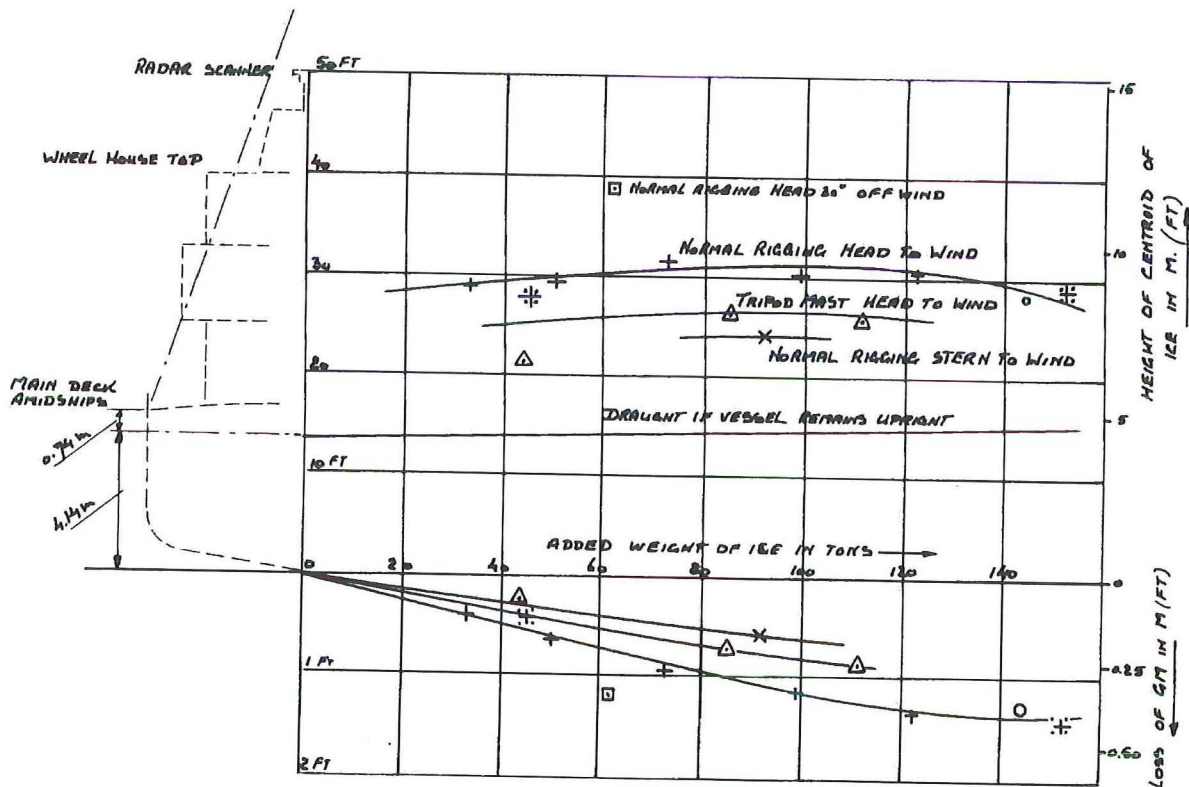 RADAR SCANNER
50 FT
15
WHEEL HOUSE TOP
40
NORMAL RIGGING HEAD 30° OFF WIND
NORMAL RIGGING HEAD TO WIND
10
30
TRIPOD MAST HEAD TO WIND
NORMAL RIGGING STERN TO WIND
20
MAIN DECK
AMIDSHIPS
DRAUGHT IF VESSEL REMAINS UPRIGHT
5
0.74m
10 FT
4.14m
ADDED WEIGHT OF ICE IN TONS
0 20 40 60 80 100 120 140
0
1 FT
0.25
0.50
2 FT
HEIGHT OF CENTROID OF
ICE IN M. (FT)
LOSS OF GM IN M (FT)